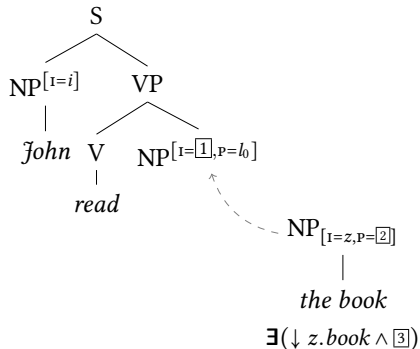 S
NP[I=i] VP
John V NP[I=1,P=l₀]
read
NP[I=z,P=2]
the book
∃(↓ z.book ∧ 3)